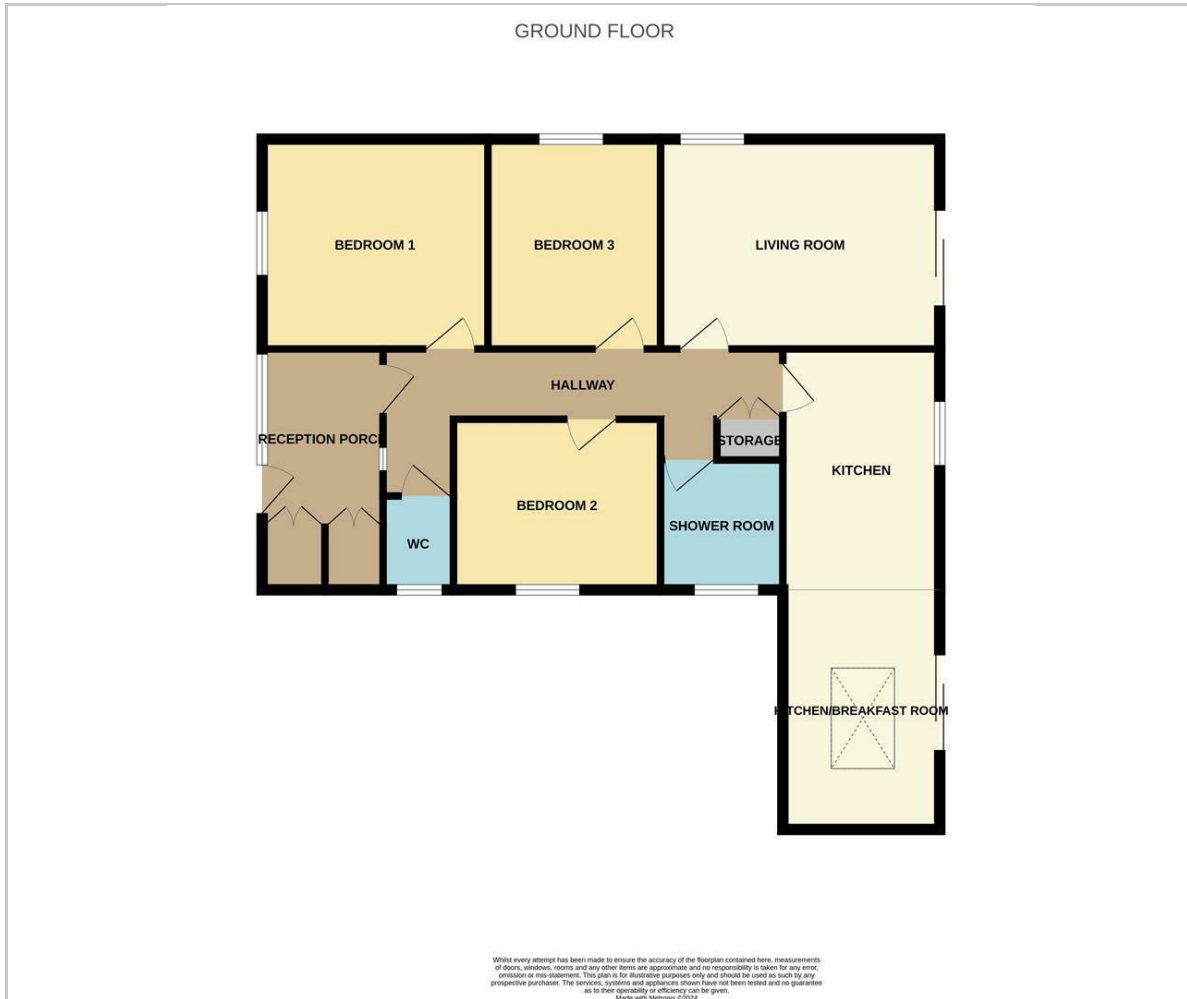 GROUND FLOOR
BEDROOM 1
BEDROOM 3
LIVING ROOM
HALLWAY
RECEPTION PORC
STORAGE
KITCHEN
BEDROOM 2
SHOWER ROOM
WC
KITCHEN/BREAKFAST ROOM
Whilst every attempt has been made to ensure the accuracy of the floorplan contained here, measurements
of doors, windows, rooms and any other items are approximate and no responsibility is taken for any error,
omission or mis-statement. This plan is for illustrative purposes only and should be used as such by any
prospective purchaser. The services, systems and appliances shown have not been tested and no guarantee
as to their operability or efficiency can be given.
Made with Metropix ©2024